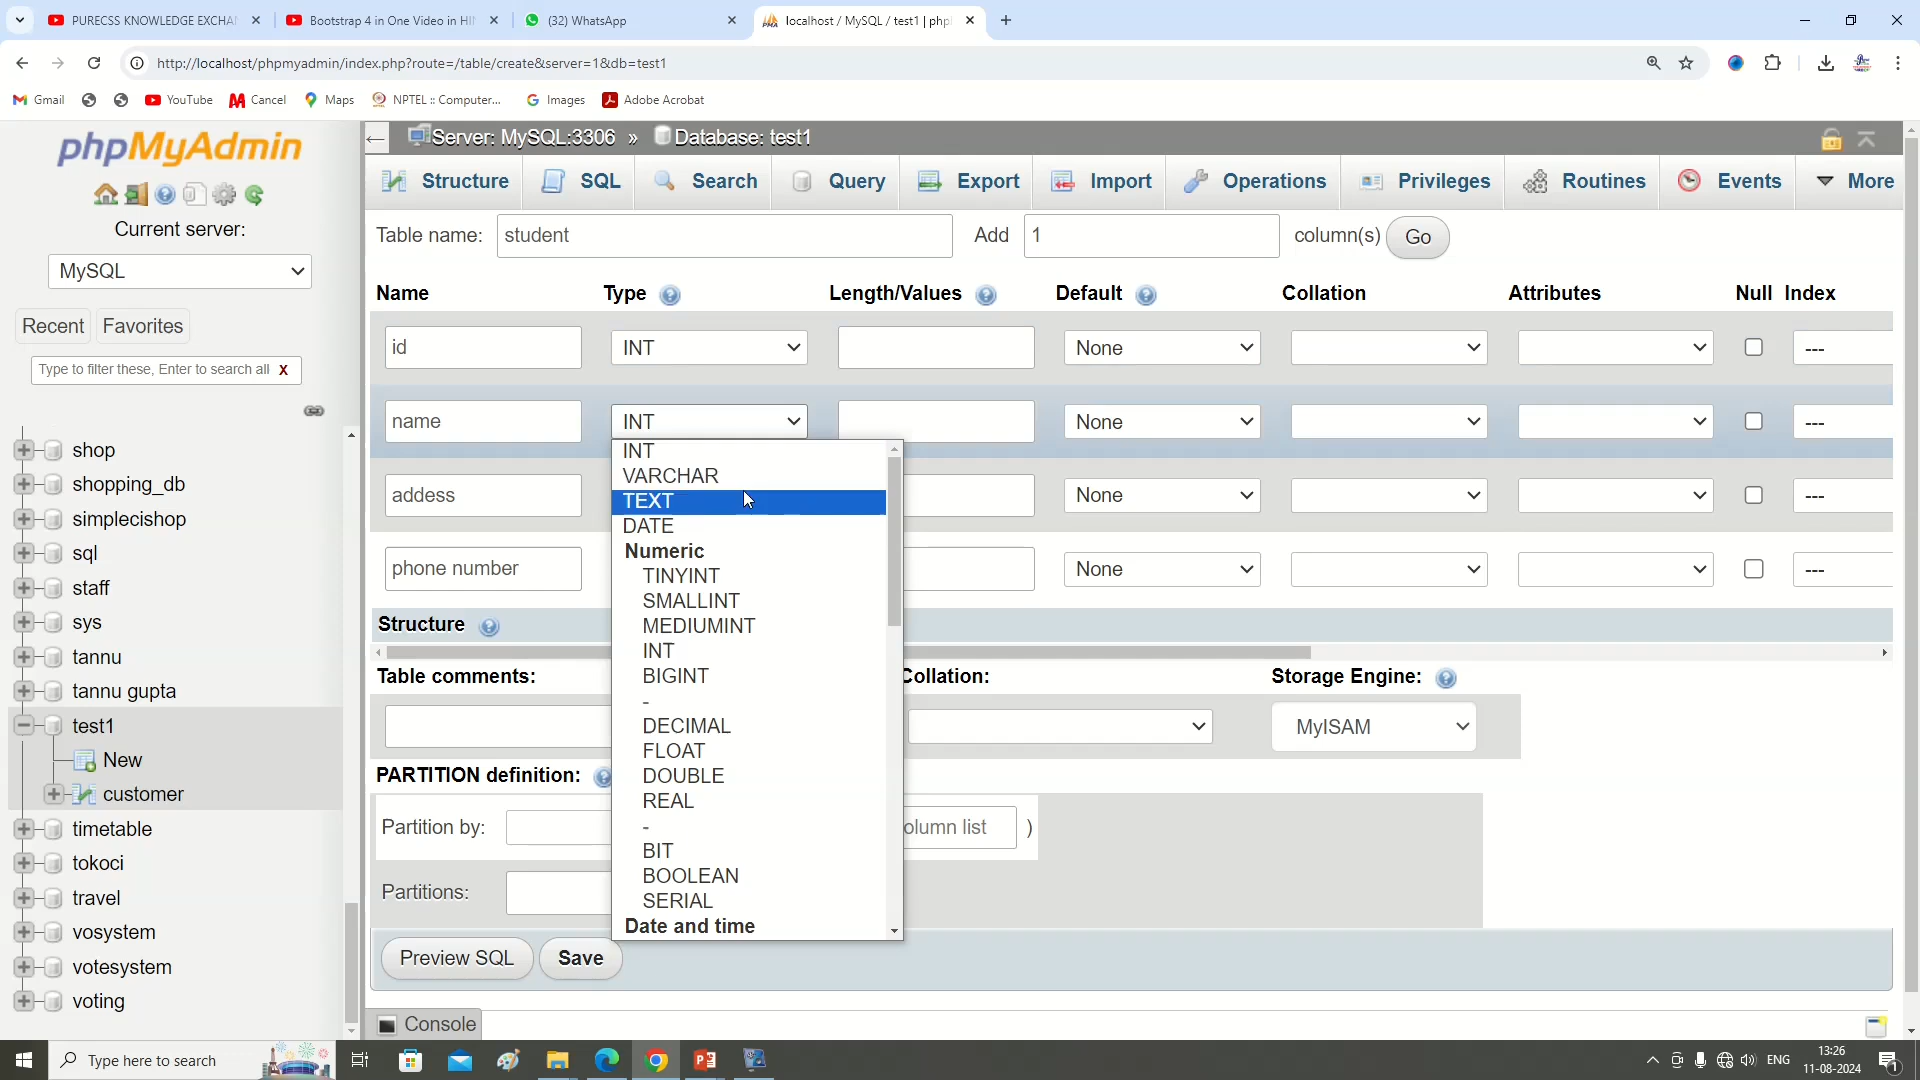 PURECSS KNOWLEDGE EXCHAN
Bootstrap 4 in One Video in HIN
(32) WhatsApp
localhost / MySQL / test1 | phpM
http://localhost/phpmyadmin/index.php?route=/table/create&server=1&db=test1
Gmail
YouTube
Cancel
Maps
NPTEL :: Computer...
Images
Adobe Acrobat
phpMyAdmin
Current server:
MySQL
Recent
Favorites
Type to filter these, Enter to search all
X
shop
shopping_db
simplecishop
sql
staff
sys
tannu
tannu gupta
test1
New
customer
timetable
tokoci
travel
vosystem
votesystem
voting
Server: MySQL:3306 » Database: test1
Structure
SQL
Search
Query
Export
Import
Operations
Privileges
Routines
Events
More
Table name:
student
Add
1
column(s)
Go
Name
Type
Length/Values
Default
Collation
Attributes
Null
Index
id
INT
None
---
name
INT
None
---
addess
None
---
phone number
None
---
INT
VARCHAR
TEXT
DATE
Numeric
TINYINT
SMALLINT
MEDIUMINT
INT
BIGINT
-
DECIMAL
FLOAT
DOUBLE
REAL
-
BIT
BOOLEAN
SERIAL
Date and time
Structure
Table comments:
Collation:
Storage Engine:
MyISAM
PARTITION definition:
Partition by:
olumn list
)
Partitions:
Preview SQL
Save
Console
Type here to search
ENG
13:26
11-08-2024
1